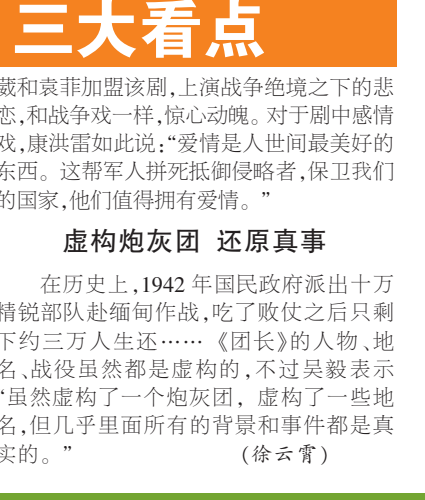 三大看点
葳和袁菲加盟该剧,上演战争绝境之下的悲
恋,和战争戏一样,惊心动魄。对于剧中感情
戏,康洪雷如此说:“爱情是人世间最美好的
东西。这帮军人拼死抵御侵略者,保卫我们
的国家,他们值得拥有爱情。”
虚构炮灰团 还原真事
在历史上,1942 年国民政府派出十万
精锐部队赴缅甸作战,吃了败仗之后只剩
下约三万人生还……《团长》的人物、地
名、战役虽然都是虚构的,不过吴毅表示
“虽然虚构了一个炮灰团,虚构了一些地
名,但几乎里面所有的背景和事件都是真
实的。”
(徐云霄)